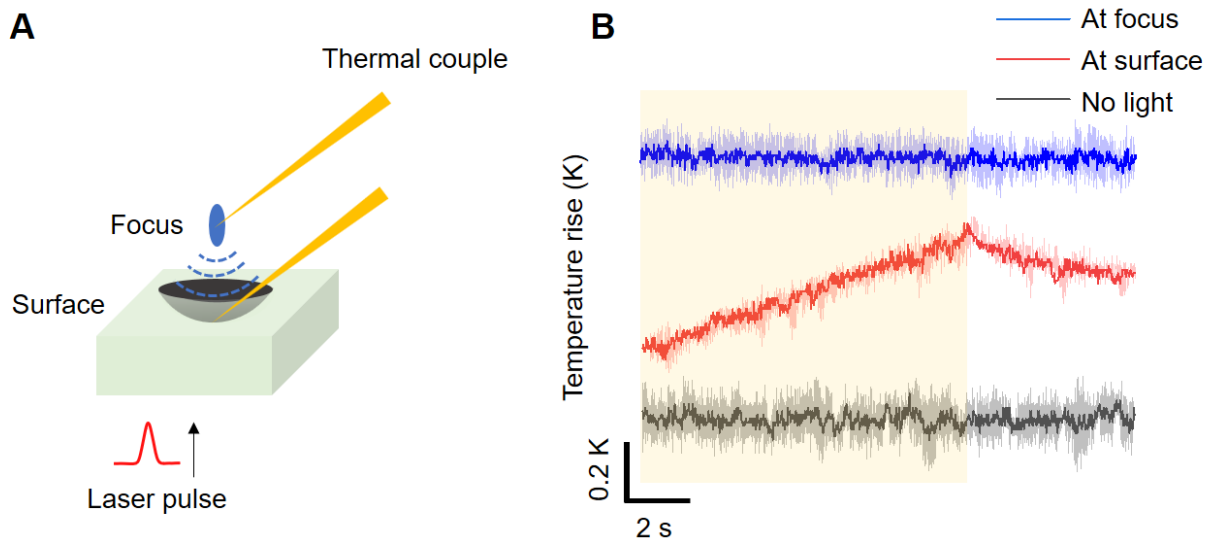 A
Thermal couple
Focus
Surface
Laser pulse
B
At focus
At surface
No light
Temperature rise (K)
0.2 K
2 s